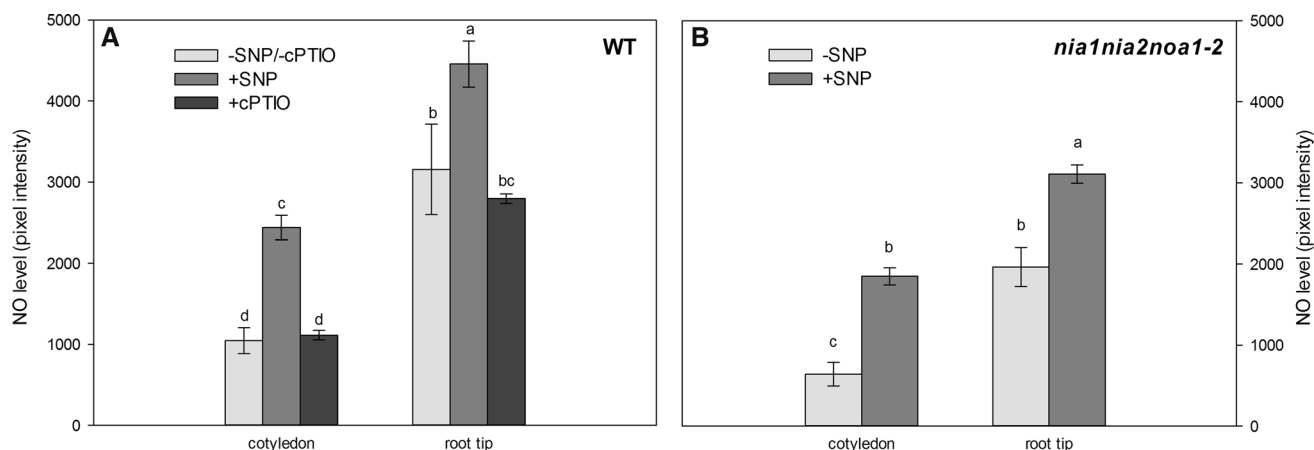 A
WT
-SNP/-cPTIO
+SNP
+cPTIO
NO level (pixel intensity)
5000
4000
3000
2000
1000
0
d
c
d
b
a
bc
cotyledon
root tip
B
nia1nia2noa1-2
-SNP
+SNP
c
b
b
a
cotyledon
root tip
5000
4000
3000
2000
1000
0
NO level (pixel intensity)